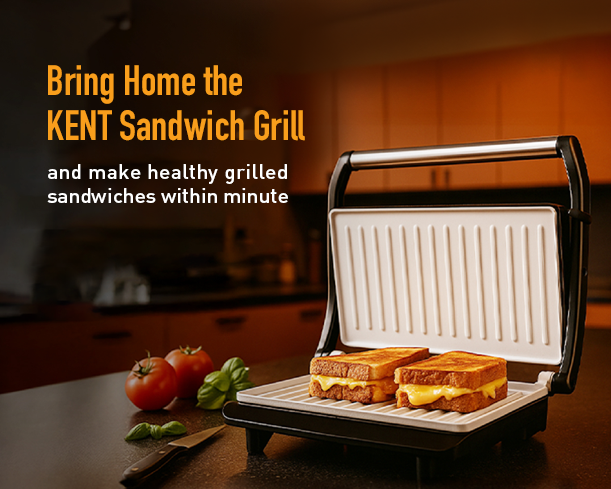 Bring Home the
KENT Sandwich Grill
and make healthy grilled
sandwiches within minute